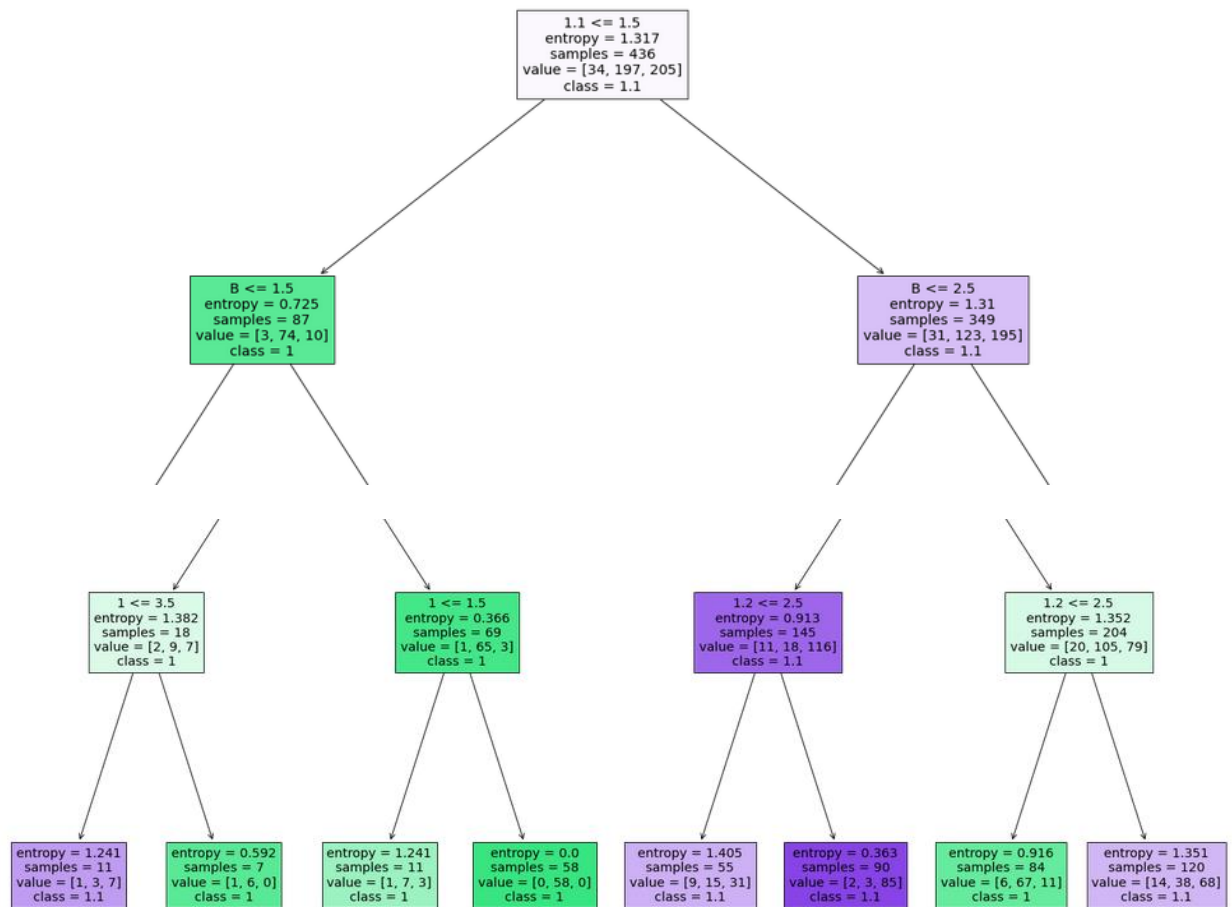 1.1 <= 1.5
entropy = 1.317
samples = 436
value = [34, 197, 205]
class = 1.1
B <= 1.5
entropy = 0.725
samples = 87
value = [3, 74, 10]
class = 1
B <= 2.5
entropy = 1.31
samples = 349
value = [31, 123, 195]
class = 1.1
1 <= 3.5
entropy = 1.382
samples = 18
value = [2, 9, 7]
class = 1
1 <= 1.5
entropy = 0.366
samples = 69
value = [1, 65, 3]
class = 1
1.2 <= 2.5
entropy = 0.913
samples = 145
value = [11, 18, 116]
class = 1.1
1.2 <= 2.5
entropy = 1.352
samples = 204
value = [20, 105, 79]
class = 1
entropy = 1.241
samples = 11
value = [1, 3, 7]
class = 1.1
entropy = 0.592
samples = 7
value = [1, 6, 0]
class = 1
entropy = 1.241
samples = 11
value = [1, 7, 3]
class = 1
entropy = 0.0
samples = 58
value = [0, 58, 0]
class = 1
entropy = 1.405
samples = 55
value = [9, 15, 31]
class = 1.1
entropy = 0.363
samples = 90
value = [2, 3, 85]
class = 1.1
entropy = 0.916
samples = 84
value = [6, 67, 11]
class = 1
entropy = 1.351
samples = 120
value = [14, 38, 68]
class = 1.1